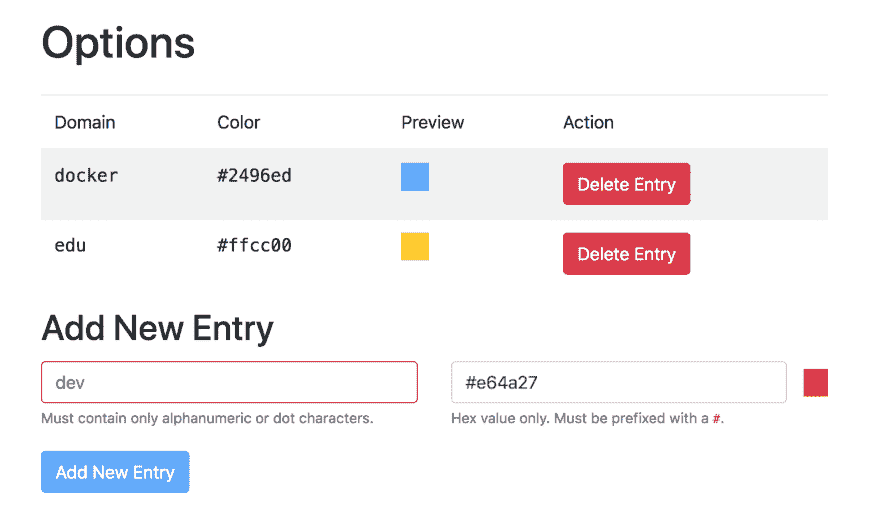 Options
Domain Color Preview Action
docker #2496ed Delete Entry
edu #ffcc00 Delete Entry
Add New Entry
dev #e64a27
Must contain only alphanumeric or dot characters. Hex value only. Must be prefixed with a #.
Add New Entry